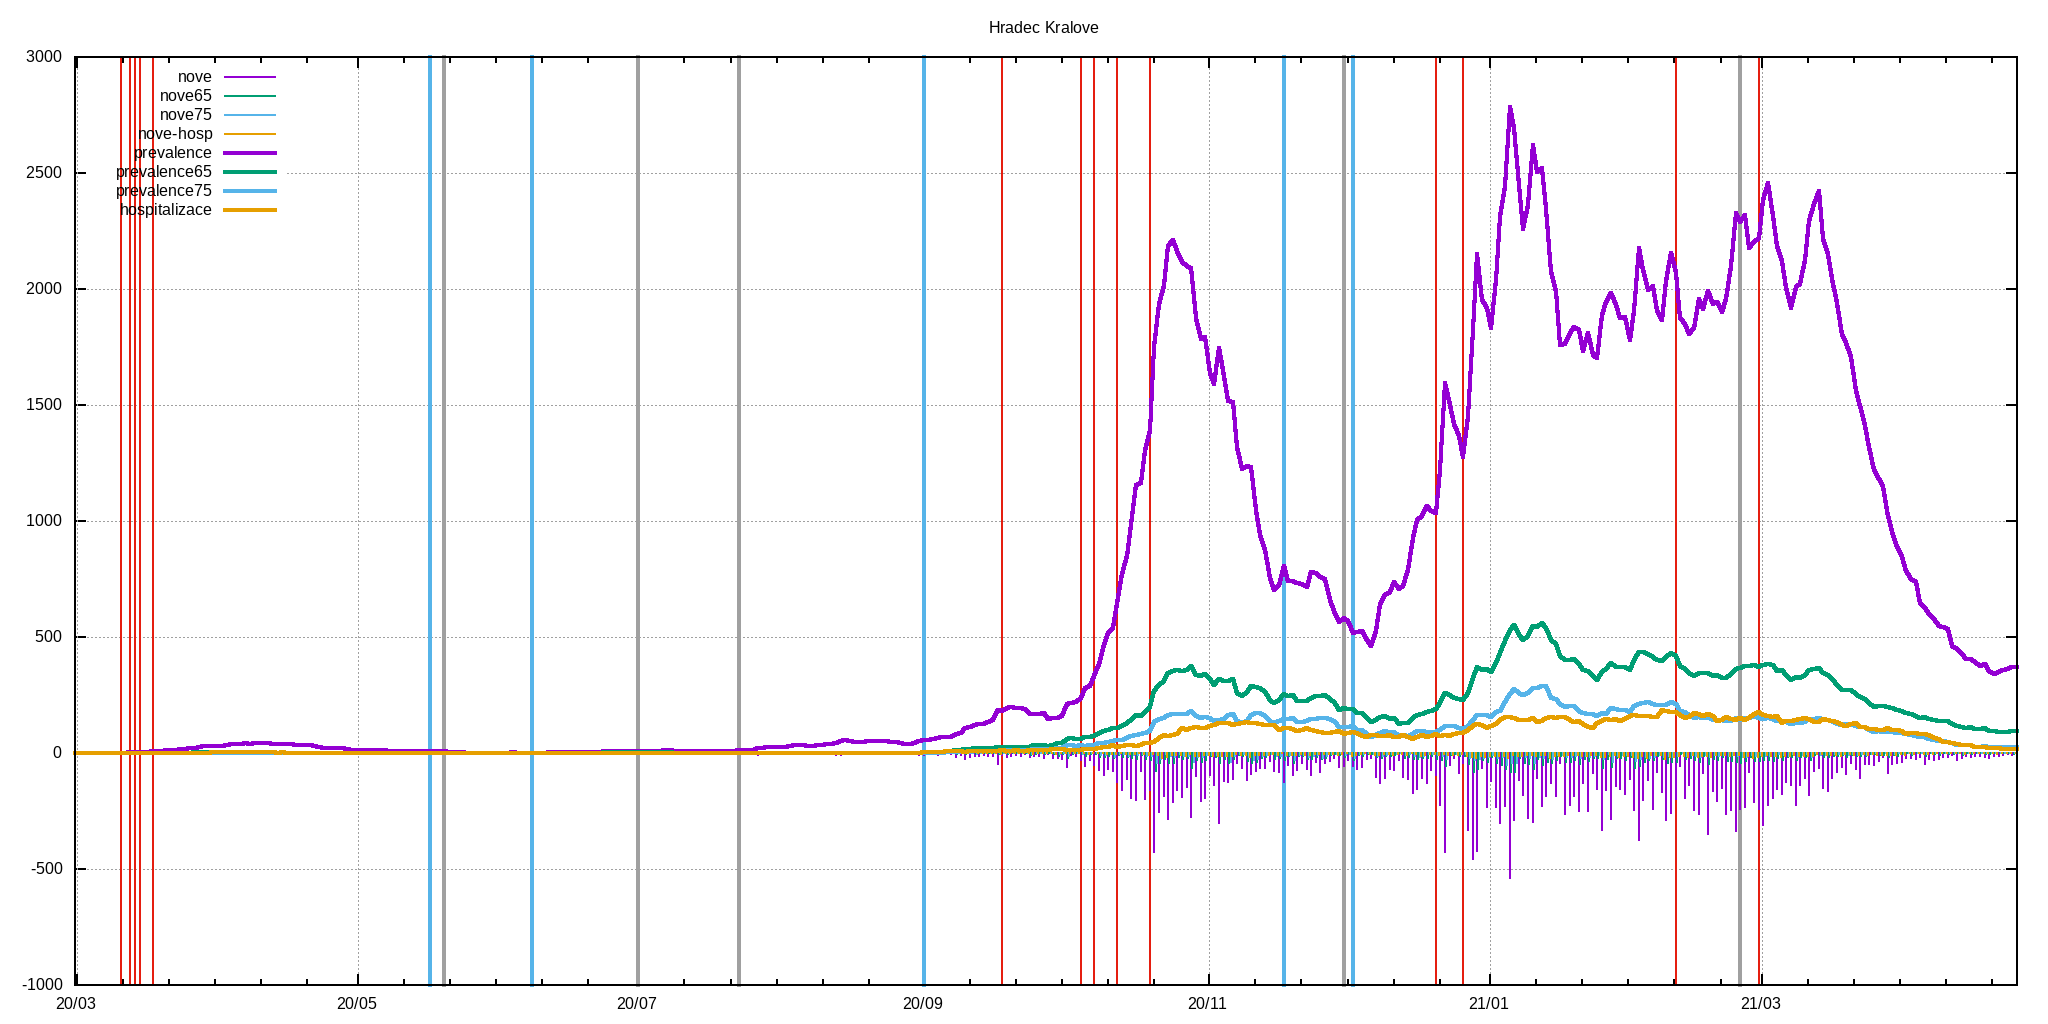 Hradec Kralove
3000
2500
2000
1500
1000
500
0
-500
-1000
nove
nove65
nove75
nove-hosp
prevalence
prevalence65
prevalence75
hospitalizace
20/03 20/05 20/07 20/09 20/11 21/01 21/03